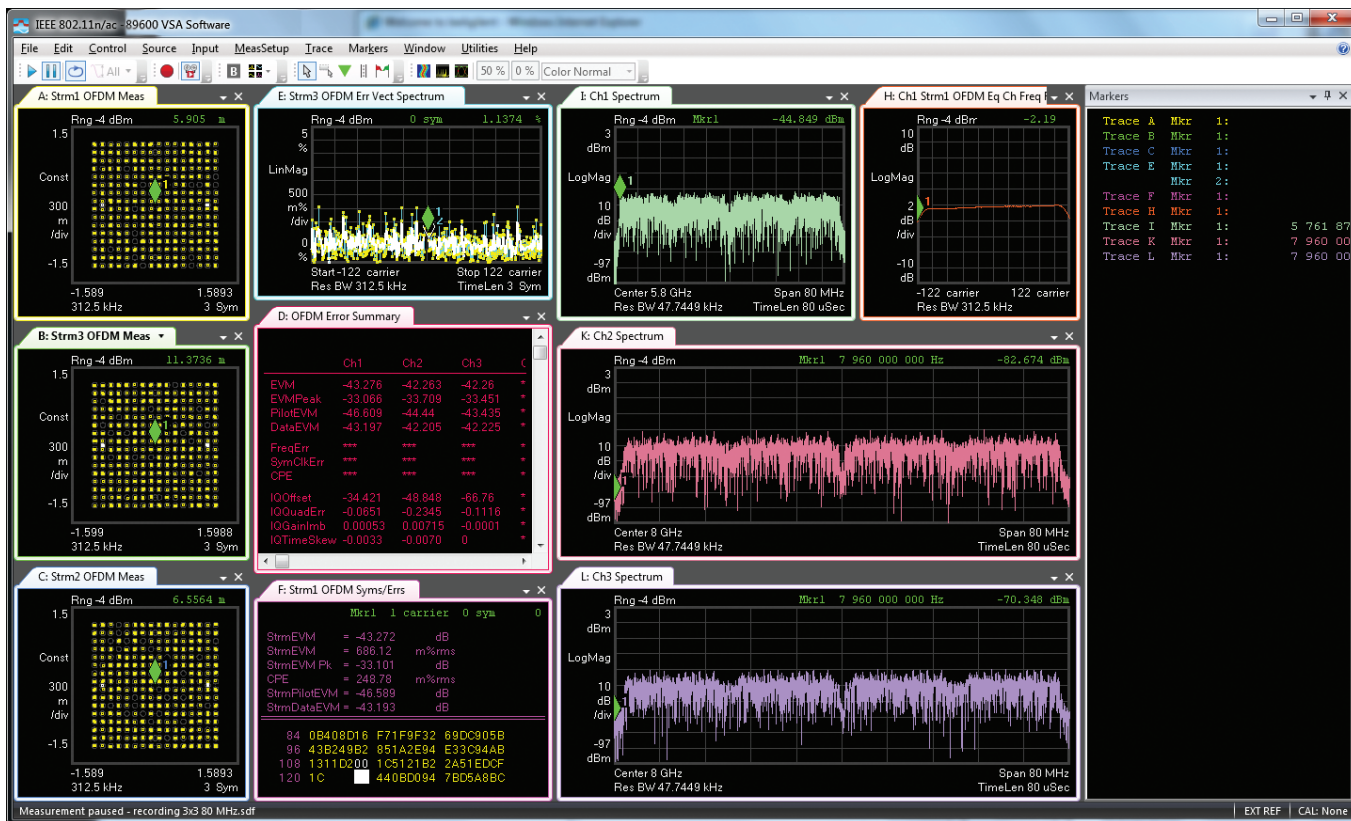 IEEE 802.11n/ac - 89600 VSA Software
File Edit Control Source Input MeasSetup Trace Markers Window Utilities Help
All B 50 % 0 % Color Normal
A: Strm1 OFDM Meas
Rng -4 dBm 5.905 m
1.5
Const
300
m
/div
-1.5
-1.589 1.5893
312.5 kHz 3 Sym
B: Strm3 OFDM Meas
Rng -4 dBm 11.3736 m
1.5
Const
300
m
/div
-1.5
-1.599 1.5988
312.5 kHz 3 Sym
C: Strm2 OFDM Meas
Rng -4 dBm 6.5564 m
1.5
Const
300
m
/div
-1.5
-1.589 1.5893
312.5 kHz 3 Sym
E: Strm3 OFDM Err Vect Spectrum
Rng -4 dBm 0 sym 1.1374 %
5
%
LinMag
500
m%
/div
0
%
1
2
Start -122 carrier Stop 122 carrier
Res BW 312.5 kHz TimeLen 3 Sym
D: OFDM Error Summary
Ch1 Ch2 Ch3
EVM -43.276 -42.263 -42.26 *
EVMPeak -33.066 -33.709 -33.451 *
PilotEVM -46.609 -44.44 -43.435 *
DataEVM -43.197 -42.205 -42.225 *
FreqErr *** *** *** *
SymClkErr *** *** *** *
CPE *** *** *** *
IQOffset -34.421 -48.848 -66.76 *
IQQuadErr -0.0651 -0.2345 -0.1116 *
IQGainImb 0.00053 0.00715 -0.0001 *
IQTimeSkew -0.0033 -0.0070 0 *
F: Strm1 OFDM Syms/Errs
Mkr1 1 carrier 0 sym 0
StrmEVM = -43.272 dB
StrmEVM = 686.12 m%rms
StrmEVM Pk = -33.101 dB
CPE = 248.78 m%rms
StrmPilotEVM = -46.589 dB
StrmDataEVM = -43.193 dB
84 0B408D16 F71F9F32 69DC905B
96 43B249B2 851A2E94 E33C94AB
108 1311D200 1C5121B2 2A51EDCF
120 1C 440BD094 7BD5A8BC
I: Ch1 Spectrum
Rng -4 dBm Mkr1 -44.849 dBm
3
dBm
LogMag
1
10
dB
/div
-97
dBm
Center 5.8 GHz Span 80 MHz
Res BW 47.7449 kHz TimeLen 80 uSec
H: Ch1 Strm1 OFDM Eq Ch Freq
Rng -4 dBm -2.19
10
dB
LogMag
1
2
dB
/div
-10
dB
-122 carrier 122 carrier
Res BW 312.5 kHz
K: Ch2 Spectrum
Rng -4 dBm Mkr1 7 960 000 000 Hz -82.674 dBm
3
dBm
LogMag
10
dB
/div
1
-97
dBm
Center 8 GHz Span 80 MHz
Res BW 47.7449 kHz TimeLen 80 uSec
L: Ch3 Spectrum
Rng -4 dBm Mkr1 7 960 000 000 Hz -70.348 dBm
3
dBm
LogMag
10
dB
/div
1
-97
dBm
Center 8 GHz Span 80 MHz
Res BW 47.7449 kHz TimeLen 80 uSec
Markers
Trace A Mkr 1:
Trace B Mkr 1:
Trace C Mkr 1:
Trace E Mkr 1:
Mkr 2:
Trace F Mkr 1:
Trace H Mkr 1:
Trace I Mkr 1: 5 761 87
Trace K Mkr 1: 7 960 00
Trace L Mkr 1: 7 960 00
Measurement paused - recording 3x3 80 MHz.sdf EXT REF CAL: None